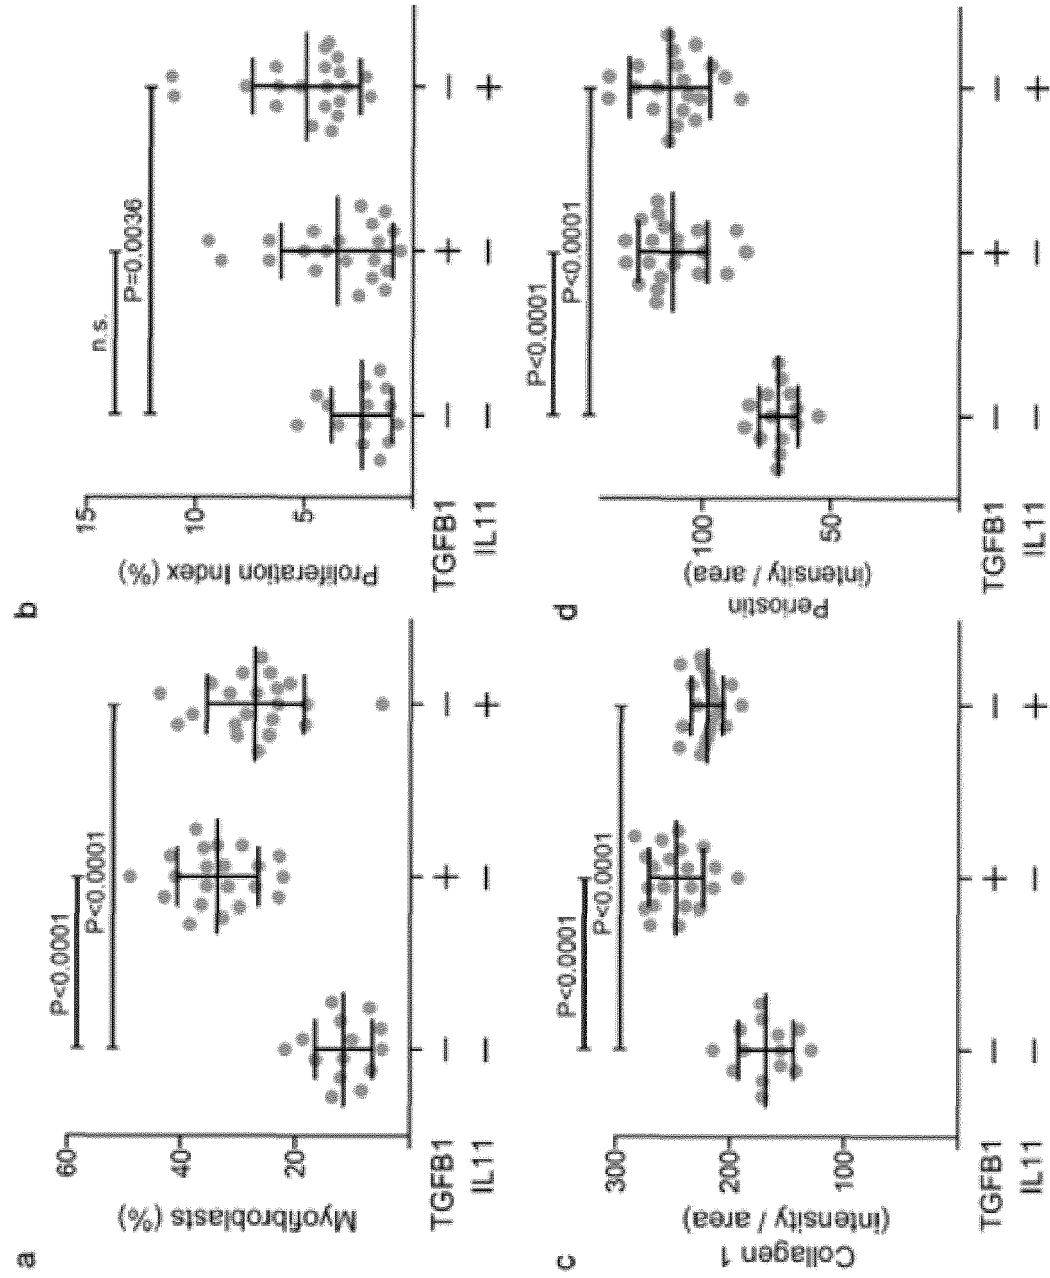 a
Myofibroblasts (%)
60
40
20
P<0.0001
P<0.0001
TGFB1 − + −
IL11 − − +
b
Proliferation Index (%)
15
10
5
n.s.
P=0.0036
TGFB1 − + −
IL11 − − +
c
Collagen 1
(intensity / area)
300
200
100
P<0.0001
P<0.0001
TGFB1 − + −
IL11 − − +
d
Periostin
(intensity / area)
100
50
P<0.0001
P<0.0001
TGFB1 − + −
IL11 − − +